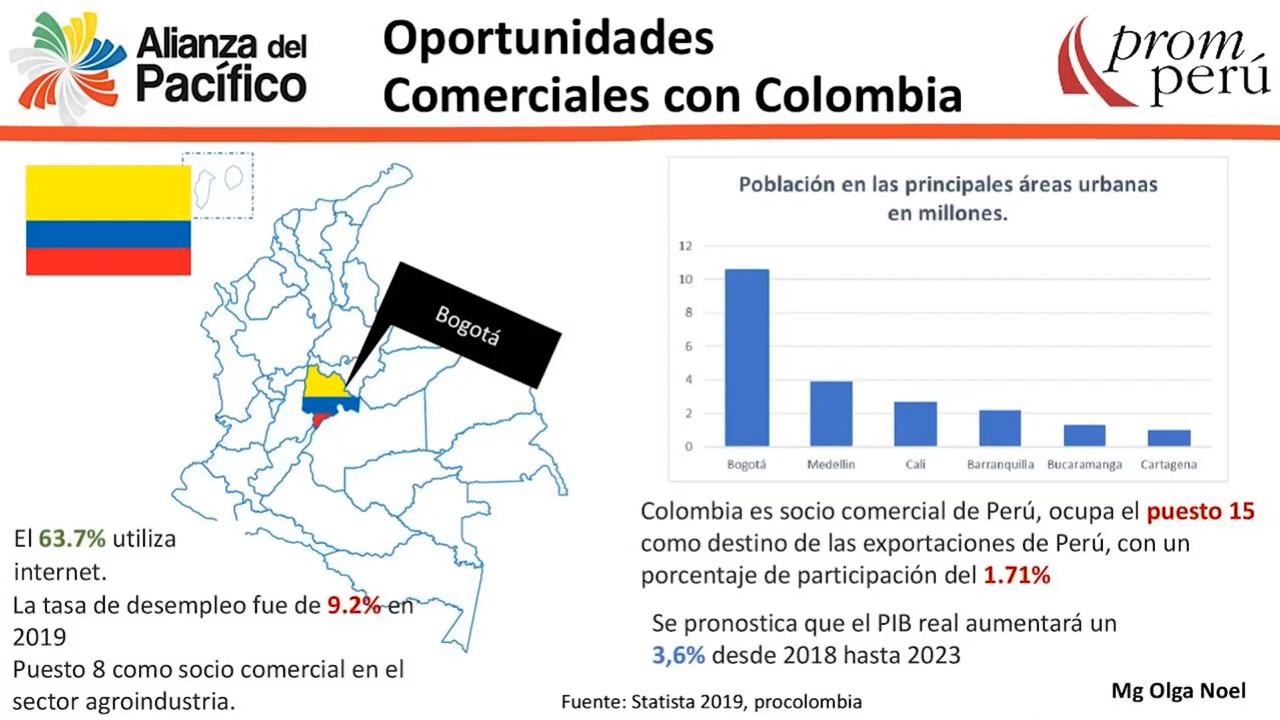 Alianza del
Pacífico
Oportunidades
Comerciales con Colombia
prom
perú
Bogotá
Población en las principales áreas urbanas
en millones.
12
10
8
6
4
2
0
Bogotá Medellin Cali Barranquilla Bucaramanga Cartagena
El 63.7% utiliza
internet.
La tasa de desempleo fue de 9.2% en
2019
Puesto 8 como socio comercial en el
sector agroindustria.
Colombia es socio comercial de Perú, ocupa el puesto 15
como destino de las exportaciones de Perú, con un
porcentaje de participación del 1.71%
Se pronostica que el PIB real aumentará un
3,6% desde 2018 hasta 2023
Fuente: Statista 2019, procolombia
Mg Olga Noel